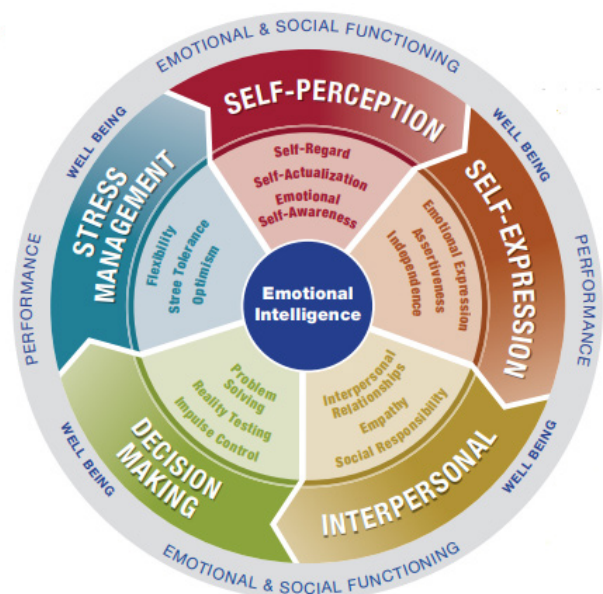 EMOTIONAL & SOCIAL FUNCTIONING
WELL BEING
WELL BEING
PERFORMANCE
PERFORMANCE
WELL BEING
WELL BEING
EMOTIONAL & SOCIAL FUNCTIONING
SELF-PERCEPTION
Self-Regard
Self-Actualization
Emotional
Self-Awareness
SELF-EXPRESSION
Emotional Expression
Assertiveness
Independence
INTERPERSONAL
Interpersonal
Relationships
Empathy
Social Responsibility
DECISION
MAKING
Problem
Solving
Reality Testing
Impulse Control
STRESS
MANAGEMENT
Flexibility
Stree Tolerance
Optimism
Emotional
Intelligence